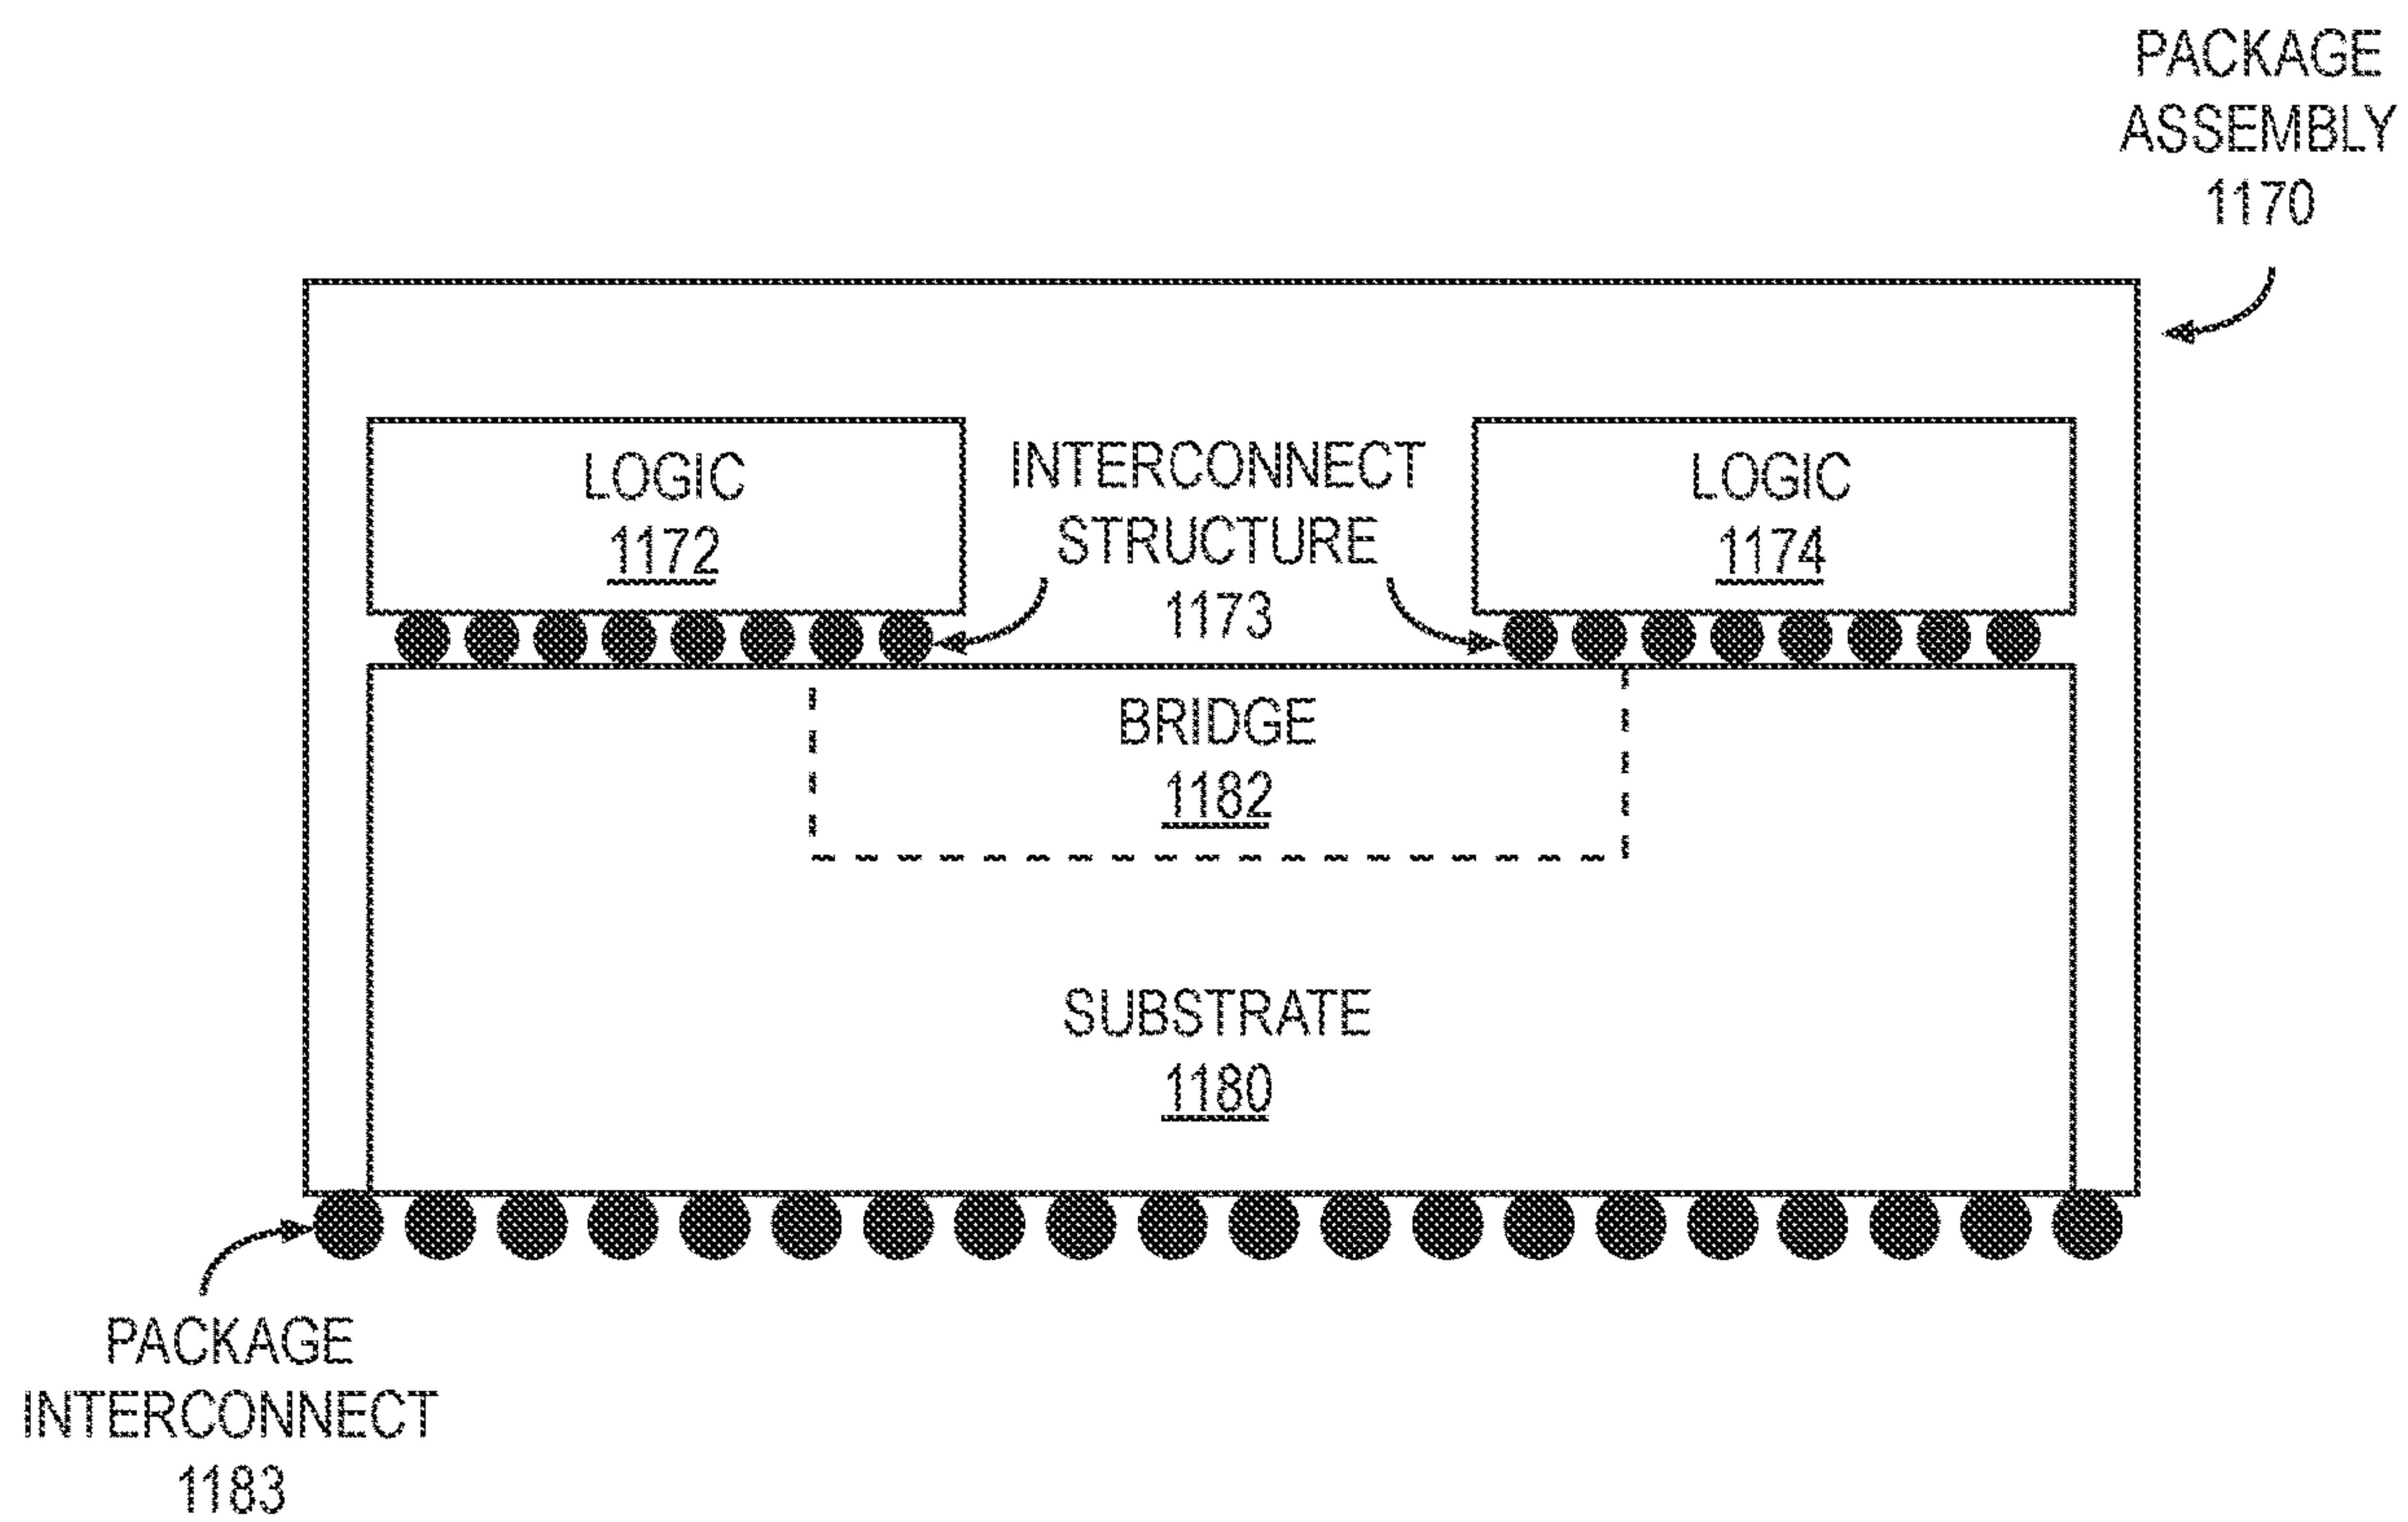 PACKAGE
ASSEMBLY
1170
LOGIC
1172
INTERCONNECT
STRUCTURE
1173
LOGIC
1174
BRIDGE
1182
SUBSTRATE
1180
PACKAGE
INTERCONNECT
1183